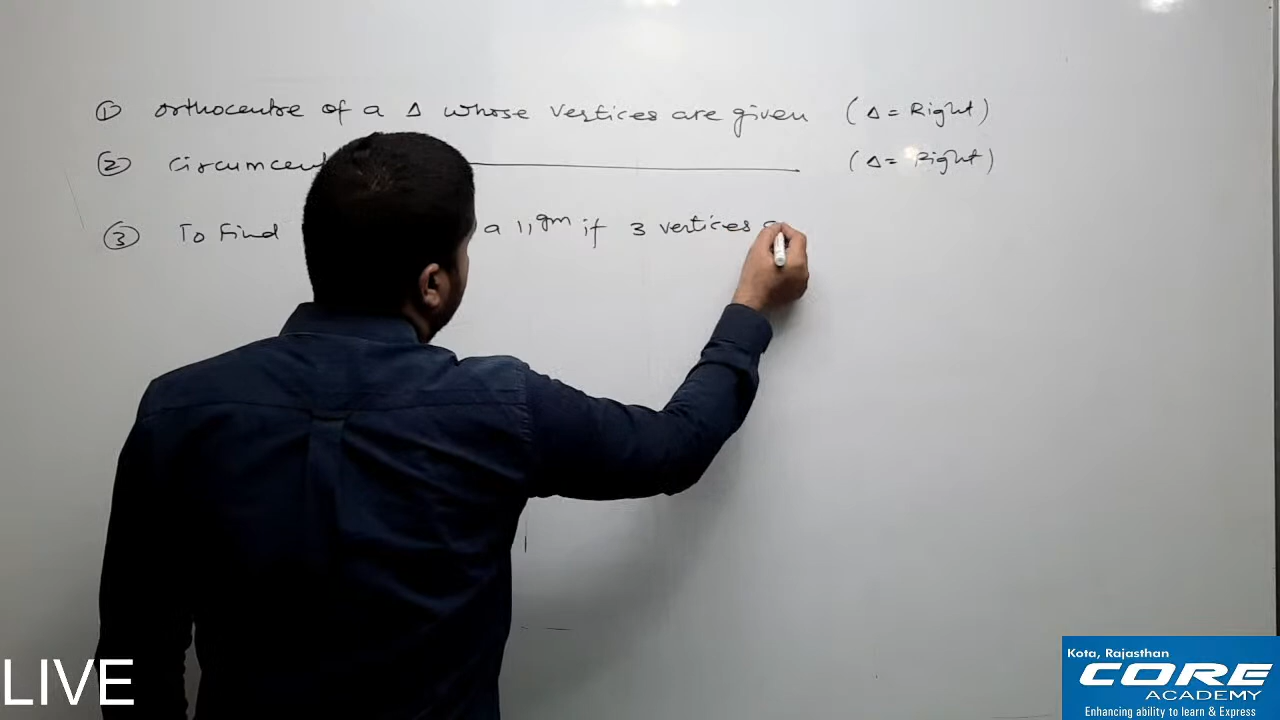 ① Orthocentre of a Δ whose vertices are given (Δ = Right)
② Circumcent (Δ = Right)
③ To Find a ||gm if 3 vertices
LIVE
Kota, Rajasthan
CORE
ACADEMY
Enhancing ability to learn & Express